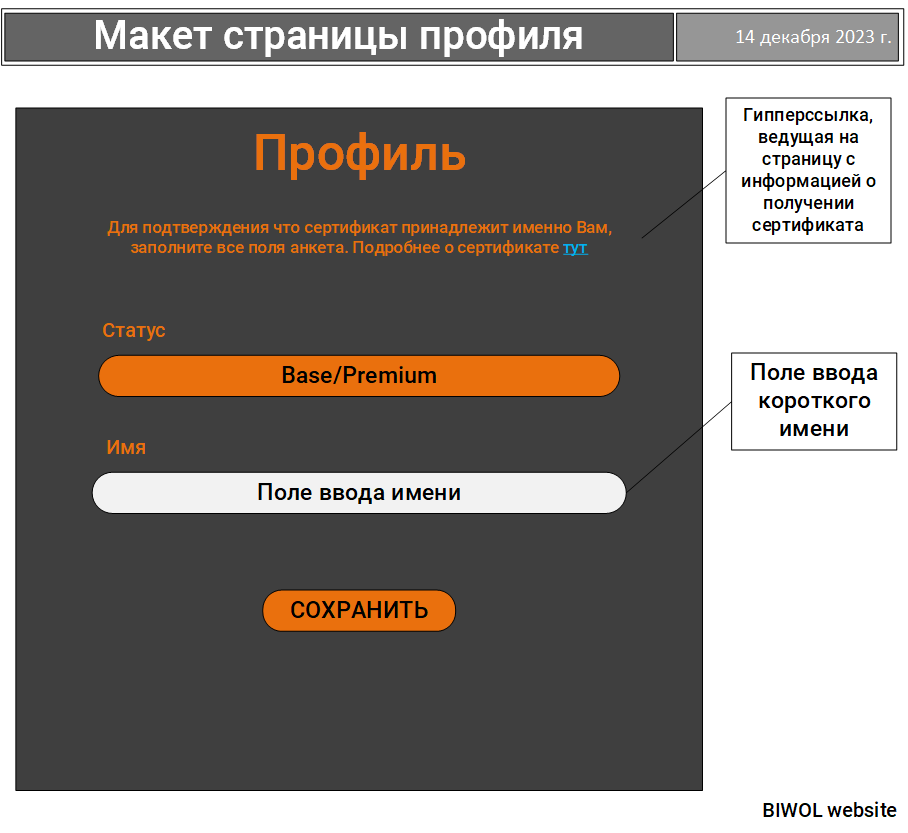 Макет страницы профиля
14 декабря 2023 г.
Профиль
Для подтверждения что сертификат принадлежит именно Вам,
заполните все поля анкета. Подробнее о сертификате тут
Гипперссылка,
ведущая на
страницу с
информацией о
получении
сертификата
Статус
Base/Premium
Имя
Поле ввода имени
Поле ввода
короткого
имени
СОХРАНИТЬ
BIWOL website